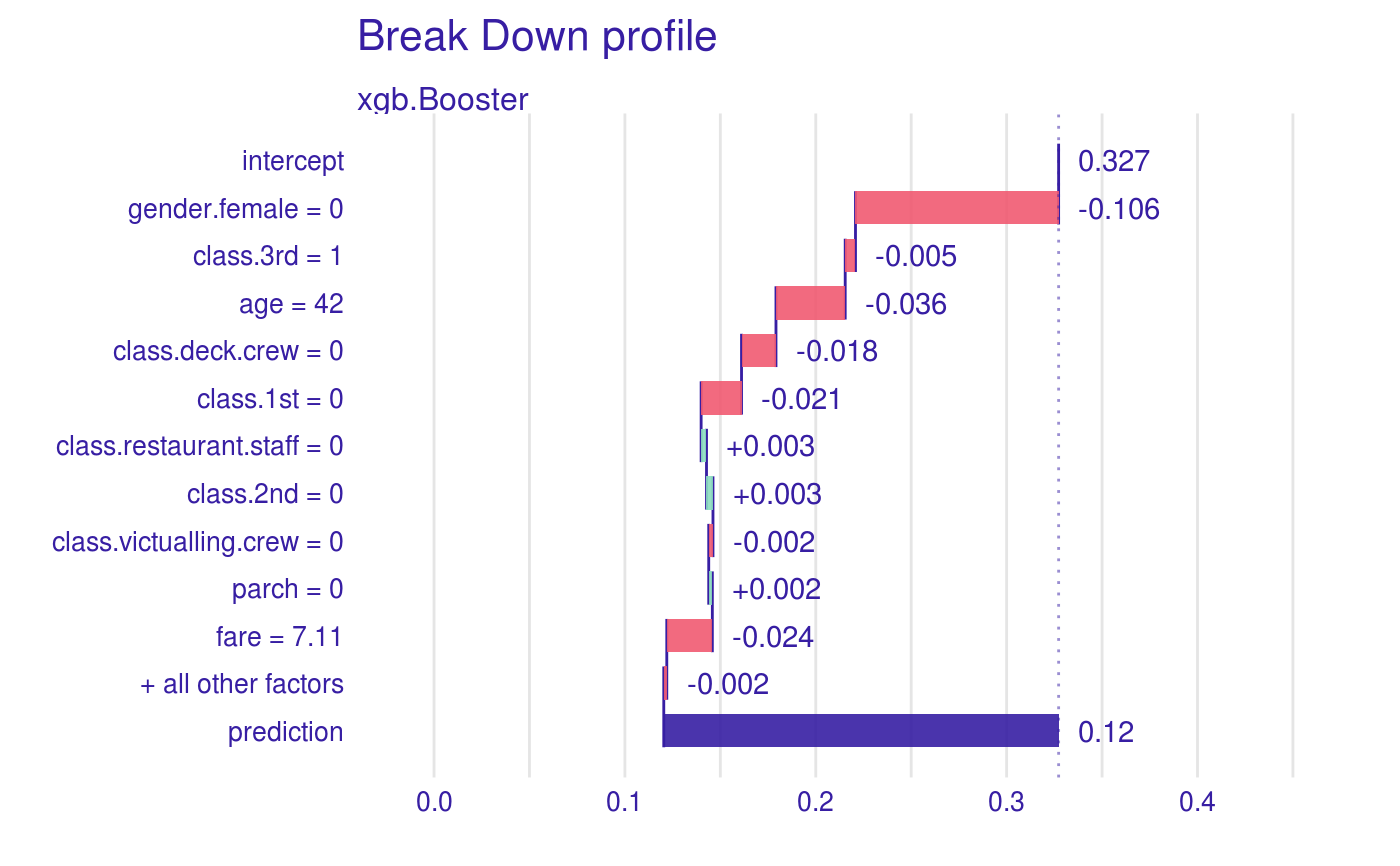 Break Down profile
xgb.Booster
intercept 0.327
gender.female = 0 -0.106
class.3rd = 1 -0.005
age = 42 -0.036
class.deck.crew = 0 -0.018
class.1st = 0 -0.021
class.restaurant.staff = 0 +0.003
class.2nd = 0 +0.003
class.victualling.crew = 0 -0.002
parch = 0 +0.002
fare = 7.11 -0.024
+ all other factors -0.002
prediction 0.12
0.0 0.1 0.2 0.3 0.4